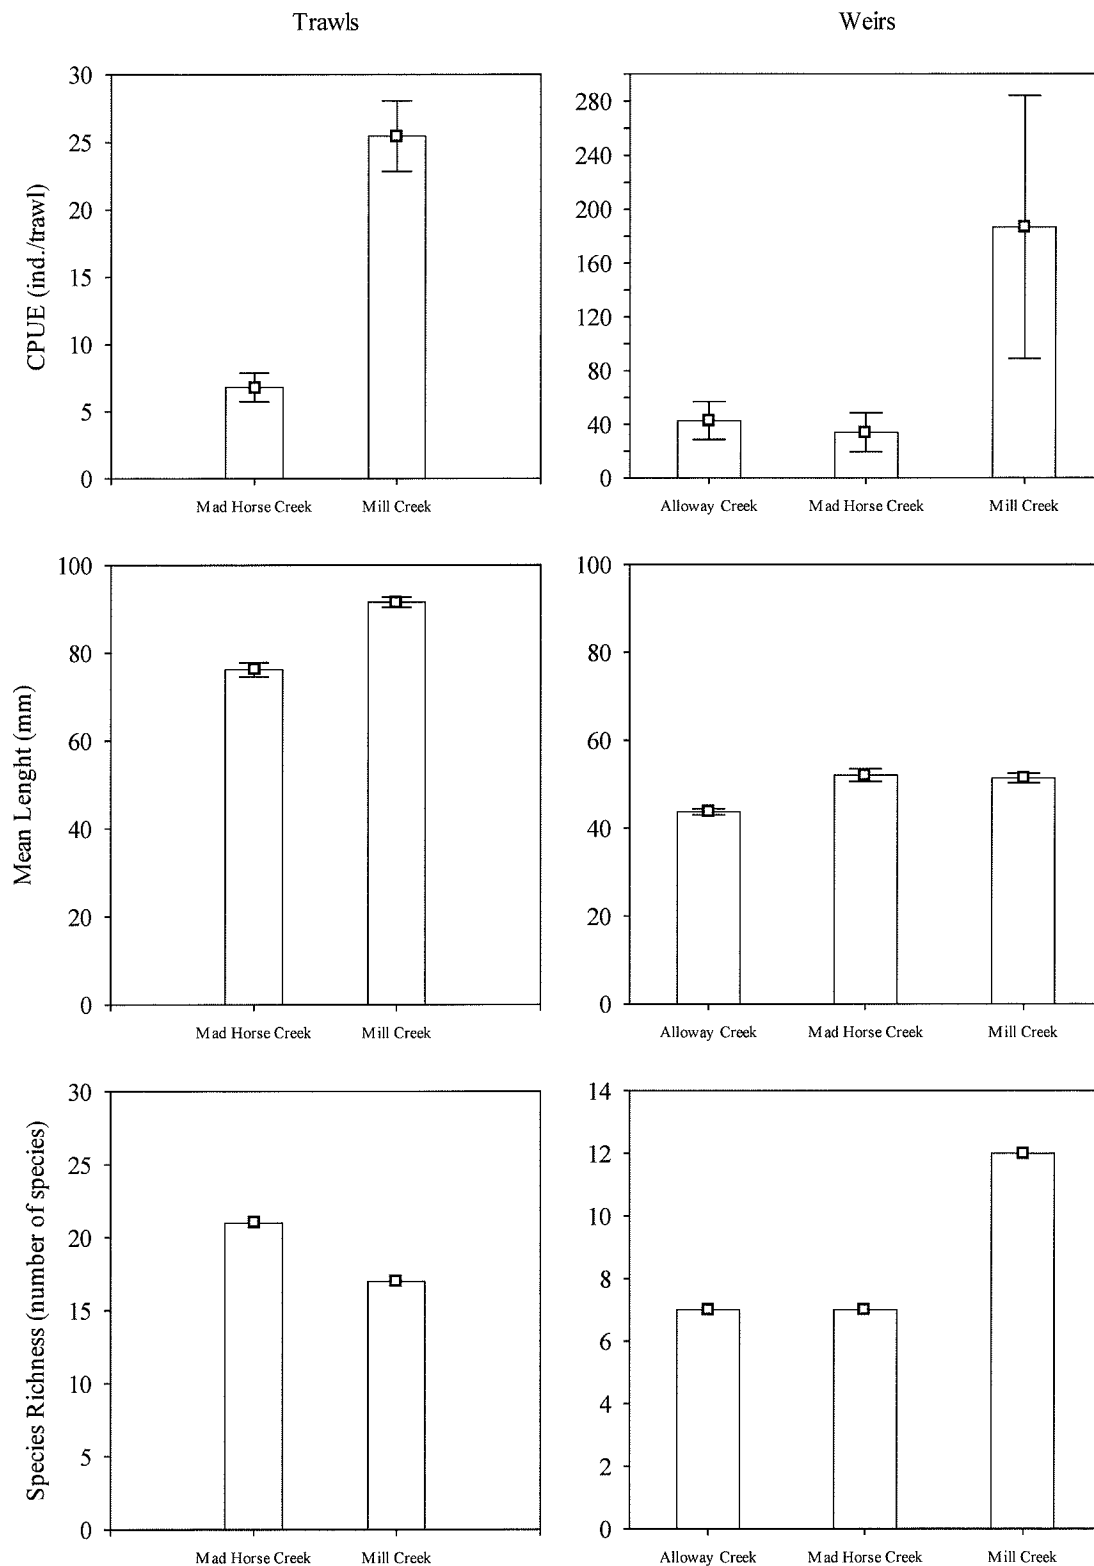 Trawls
Weirs
CPUE (ind./trawl)
30
25
20
15
10
5
0
Mad Horse Creek
Mill Creek
280
240
200
160
120
80
40
0
Alloway Creek
Mad Horse Creek
Mill Creek
Mean Lenght (mm)
100
80
60
40
20
0
Mad Horse Creek
Mill Creek
100
80
60
40
20
0
Alloway Creek
Mad Horse Creek
Mill Creek
Species Richness (number of species)
30
25
20
15
10
5
0
Mad Horse Creek
Mill Creek
14
12
10
8
6
4
2
0
Alloway Creek
Mad Horse Creek
Mill Creek